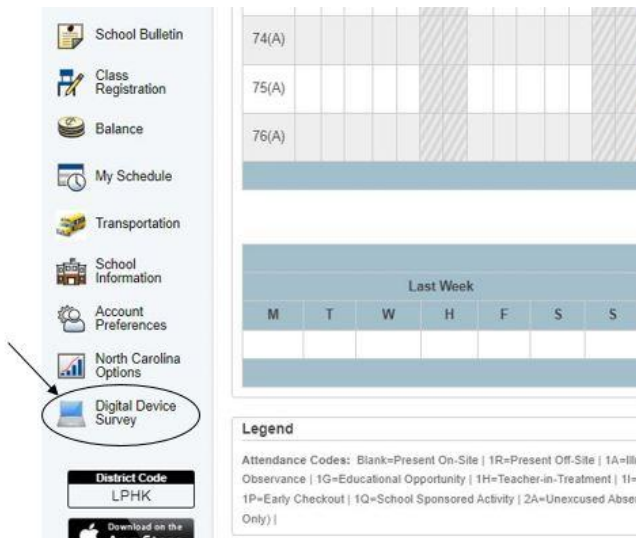 School Bulletin
Class
Registration
Balance
My Schedule
Transportation
School
Information
Account
Preferences
North Carolina
Options
Digital Device
Survey
District Code
LPHK
Download on the
74(A)
75(A)
76(A)
Last Week
M T W H F S S
Legend
Attendance Codes: Blank=Present On-Site | 1R=Present Off-Site | 1A=
Observance | 1G=Educational Opportunity | 1H=Teacher-in-Treatment |
1P=Early Checkout | 1Q=School Sponsored Activity | 2A=Unexcused
Only) |